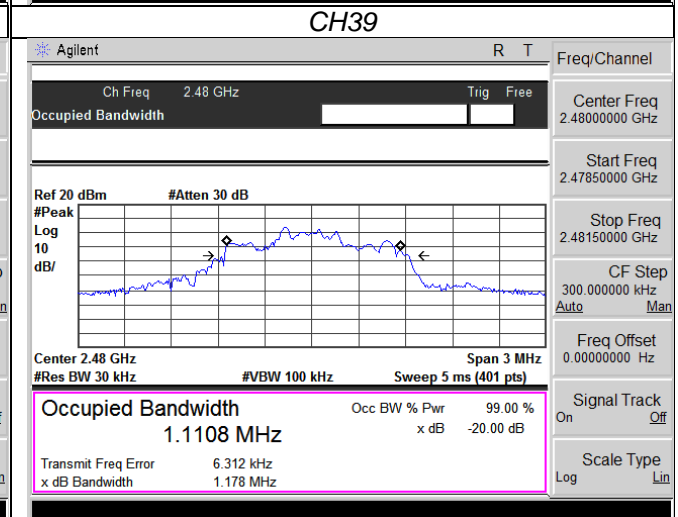 CH39
Agilent R T
Freq/Channel
Ch Freq 2.48 GHz Trig Free
Occupied Bandwidth
Center Freq
2.48000000 GHz
Start Freq
2.47850000 GHz
Stop Freq
2.48150000 GHz
CF Step
300.000000 kHz
Auto Man
Freq Offset
0.00000000 Hz
Signal Track
On Off
Scale Type
Log Lin
Ref 20 dBm #Atten 30 dB
#Peak
Log
10
dB/
Center 2.48 GHz Span 3 MHz
#Res BW 30 kHz #VBW 100 kHz Sweep 5 ms (401 pts)
Occupied Bandwidth Occ BW % Pwr 99.00 %
1.1108 MHz x dB -20.00 dB
Transmit Freq Error 6.312 kHz
x dB Bandwidth 1.178 MHz